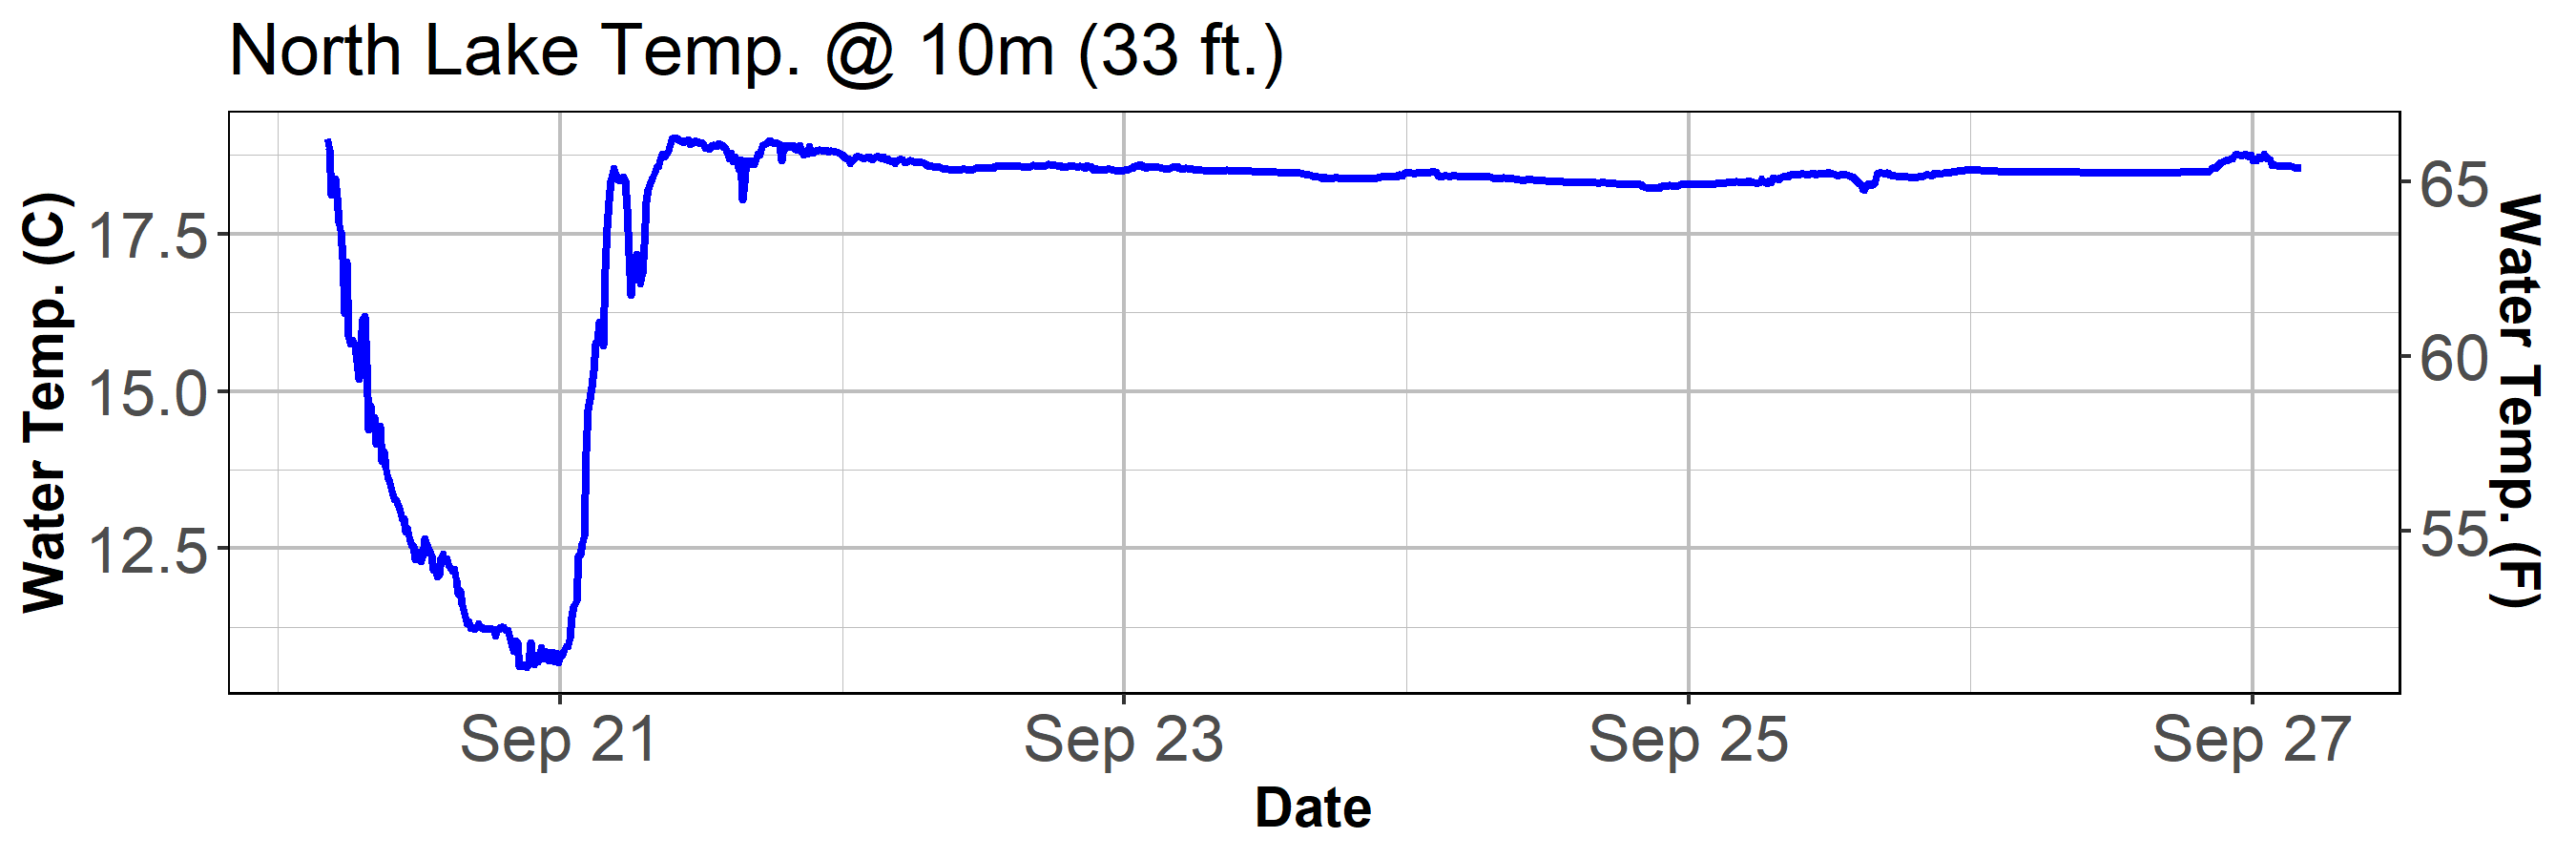 North Lake Temp. @ 10m (33 ft.)
Water Temp. (C)
17.5
15.0
12.5
65
60
55
Water Temp. (F)
Sep 21 Sep 23 Sep 25 Sep 27
Date